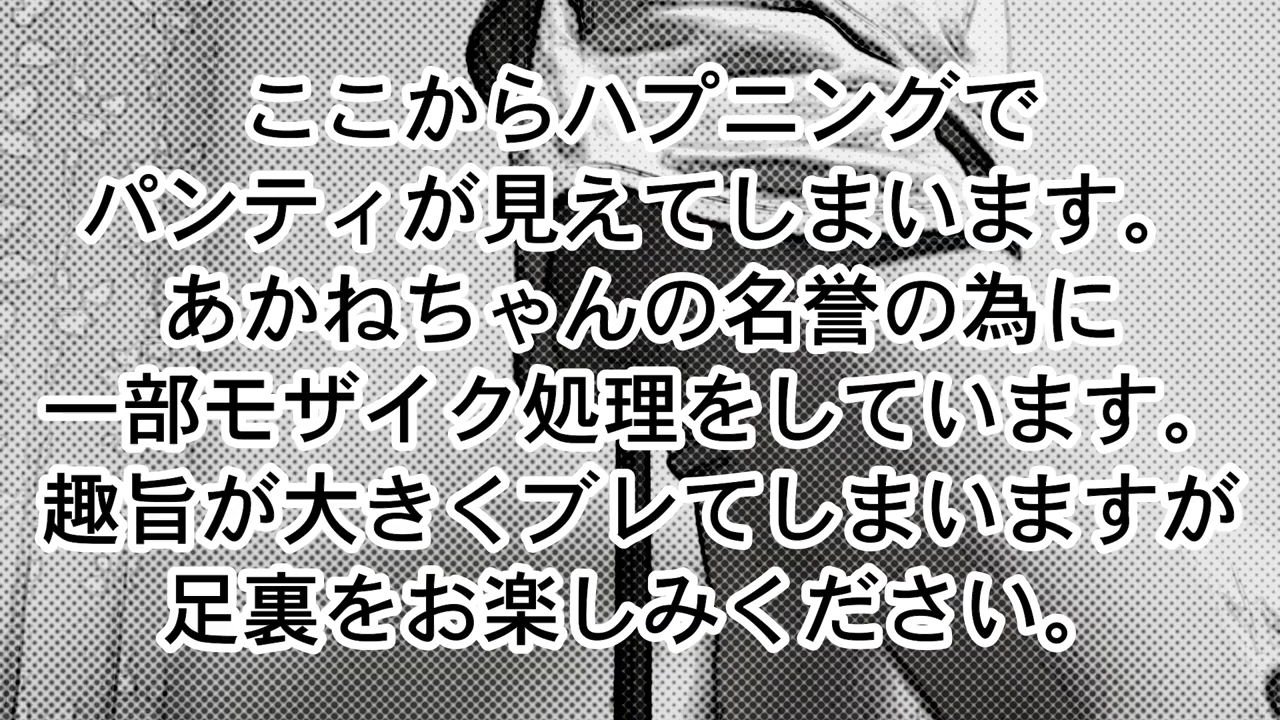 ここからハプニングで
パンティが見えてしまいます。
あかねちゃんの名誉の為に
一部モザイク処理をしています。
趣旨が大きくブレてしまいますが
足裏をお楽しみください。